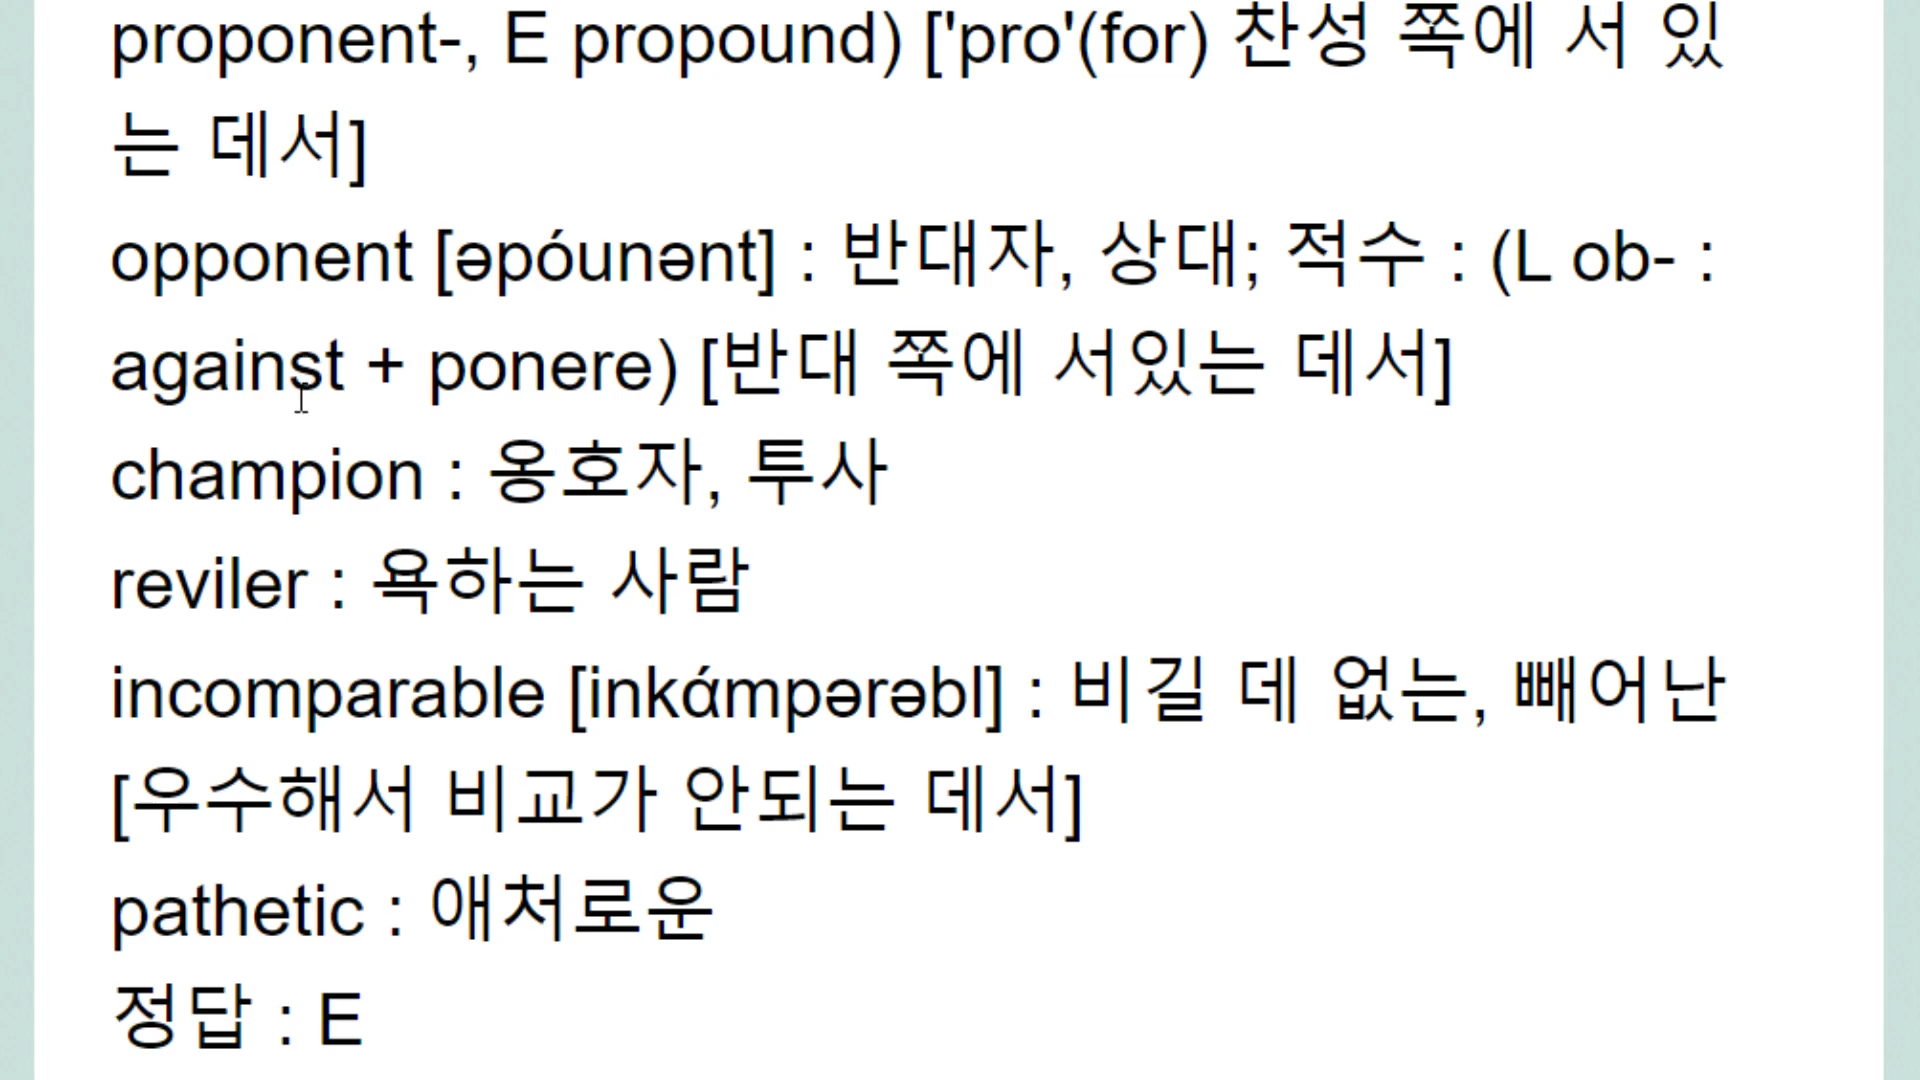 proponent-, E propound) ['pro'(for) 찬성 쪽에 서 있
는 데서]
opponent [əpóunənt] : 반대자, 상대; 적수 : (L ob- :
against + ponere) [반대 쪽에 서있는 데서]
champion : 옹호자, 투사
reviler : 욕하는 사람
incomparable [inkάmpərəbl] : 비길 데 없는, 빼어난
[우수해서 비교가 안되는 데서]
pathetic : 애처로운
정답 : E